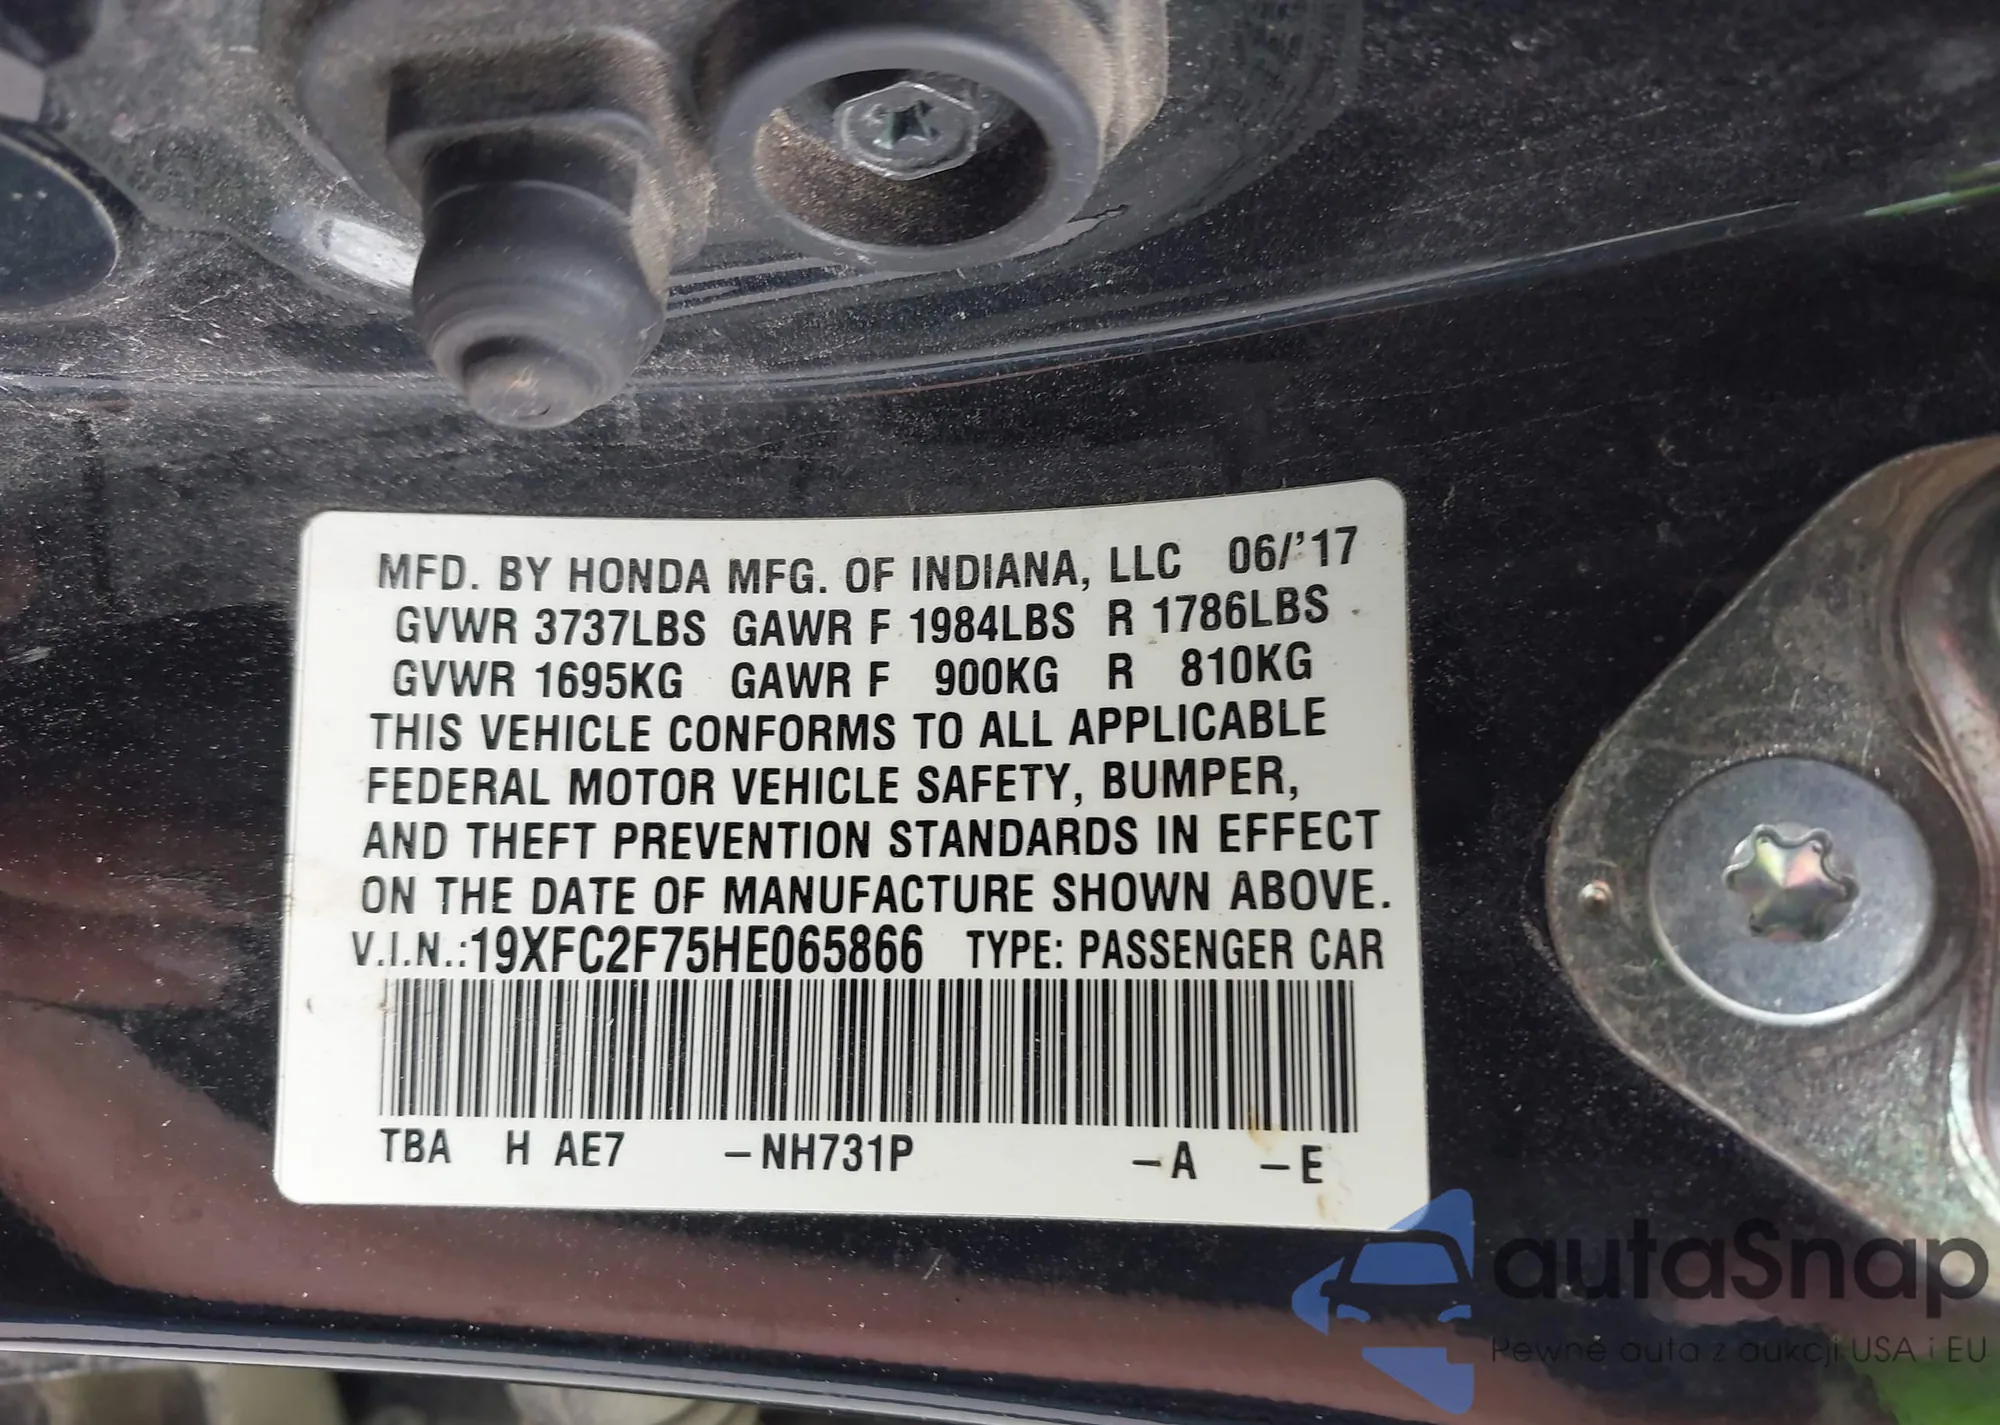 MFD. BY HONDA MFG. OF INDIANA, LLC 06/'17
GVWR 3737LBS GAWR F 1984LBS R 1786LBS
GVWR 1695KG GAWR F 900KG R 810KG
THIS VEHICLE CONFORMS TO ALL APPLICABLE
FEDERAL MOTOR VEHICLE SAFETY, BUMPER,
AND THEFT PREVENTION STANDARDS IN EFFECT
ON THE DATE OF MANUFACTURE SHOWN ABOVE.
V.I.N.:19XFC2F75HE065866 TYPE: PASSENGER CAR
TBA H AE7 –NH731P –A –E
autaSnap
Pewne auta z aukcji USA i EU